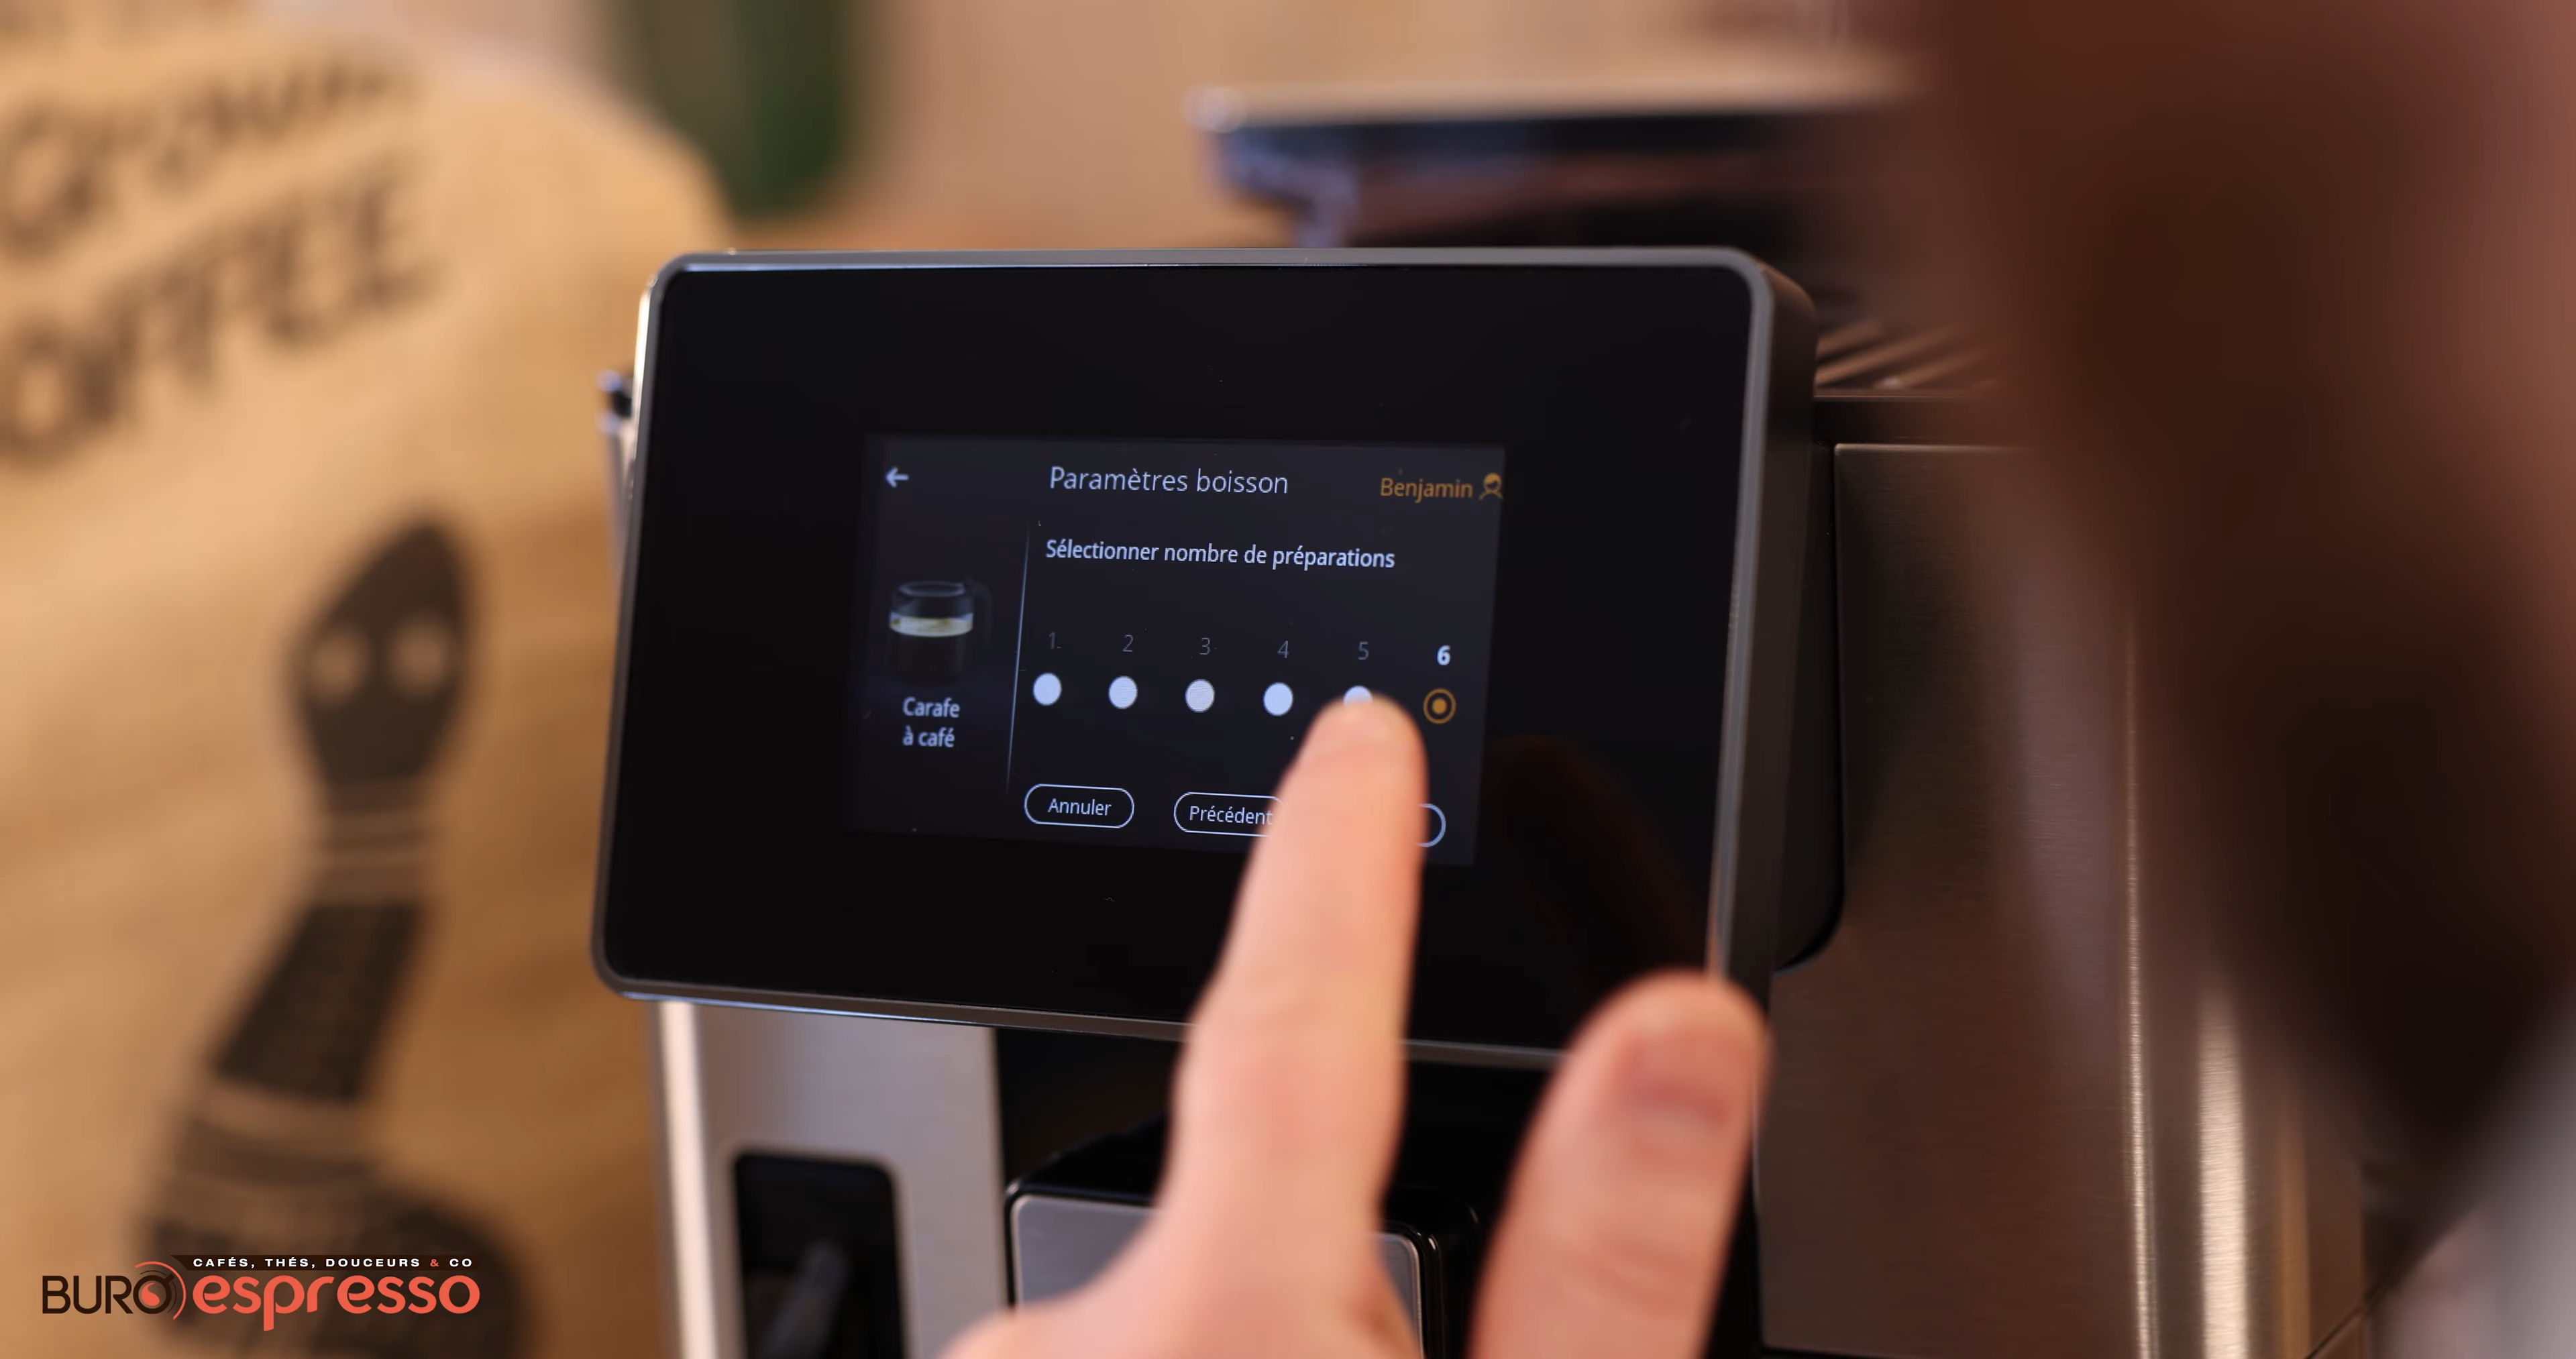 COFFEE
Paramètres boisson
Benjamin
Sélectionner nombre de préparations
1 2 3 4 5 6
Carafe
à café
Annuler
Précédent
CAFÉS, THÉS, DOUCEURS & CO
BURO espresso